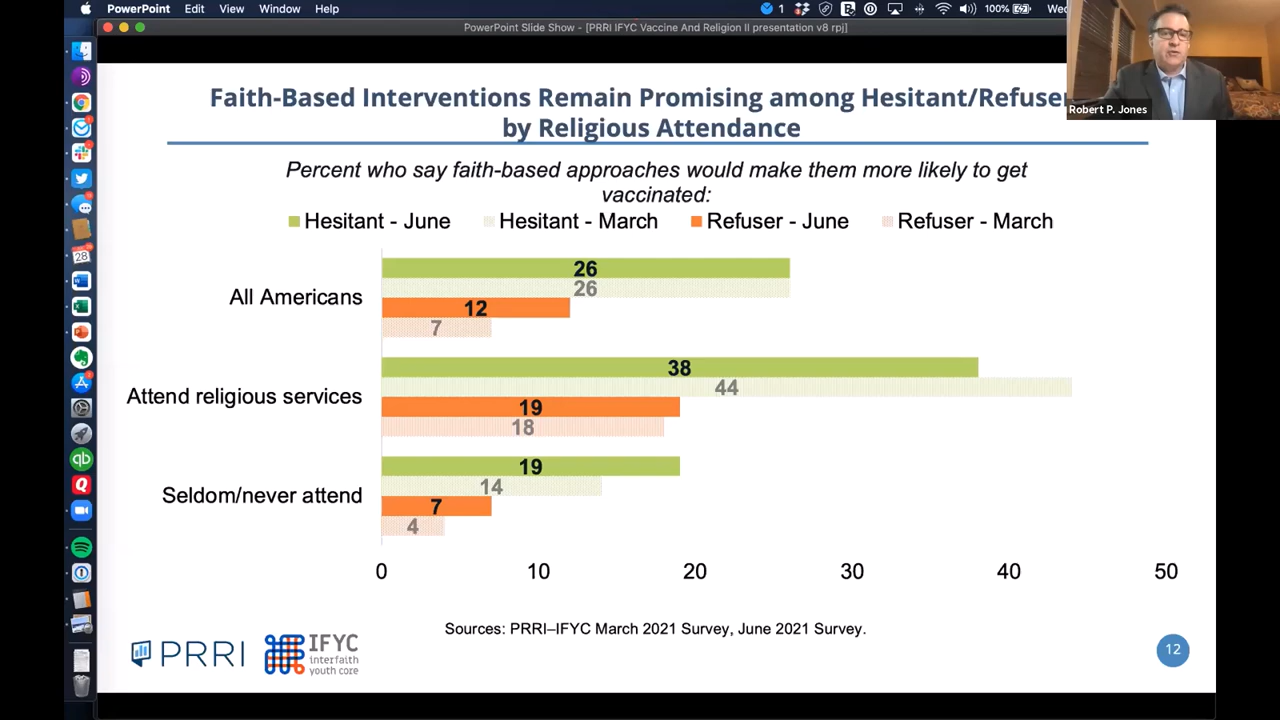 PowerPoint Edit View Window Help
1
100%
Wed
PowerPoint Slide Show - [PRRI IFYC Vaccine And Religion II presentation v8 rpj]
Robert P. Jones
28
Faith-Based Interventions Remain Promising among Hesitant/Refuser
by Religious Attendance
Percent who say faith-based approaches would make them more likely to get
vaccinated:
Hesitant - June Hesitant - March Refuser - June Refuser - March
All Americans
26
26
12
7
Attend religious services
38
44
19
18
Seldom/never attend
19
14
7
4
0 10 20 30 40 50
Sources: PRRI–IFYC March 2021 Survey, June 2021 Survey.
PRRI
IFYC
interfaith
youth core
12